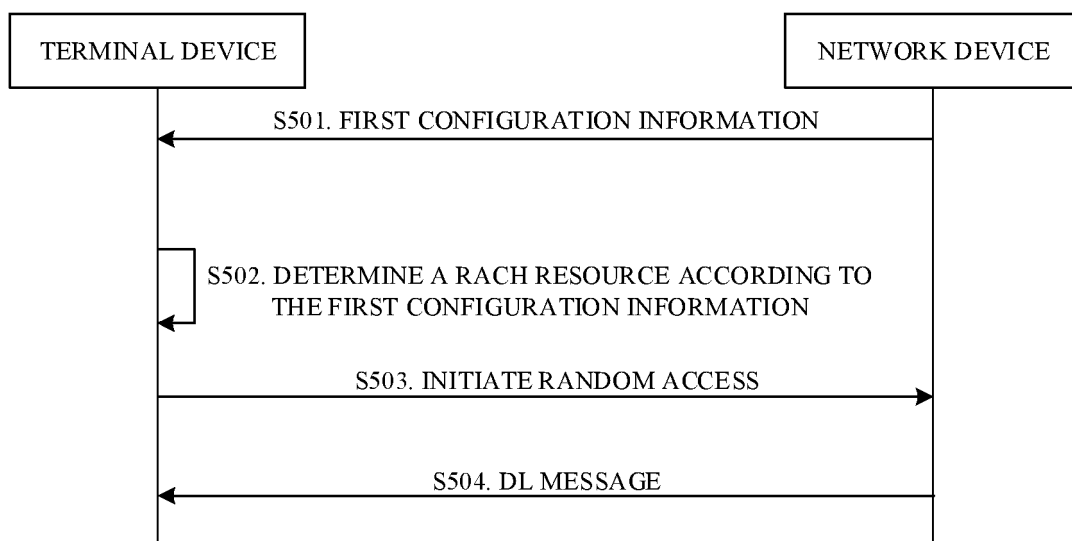 TERMINAL DEVICE
NETWORK DEVICE
S501. FIRST CONFIGURATION INFORMATION
S502. DETERMINE A RACH RESOURCE ACCORDING TO
THE FIRST CONFIGURATION INFORMATION
S503. INITIATE RANDOM ACCESS
S504. DL MESSAGE